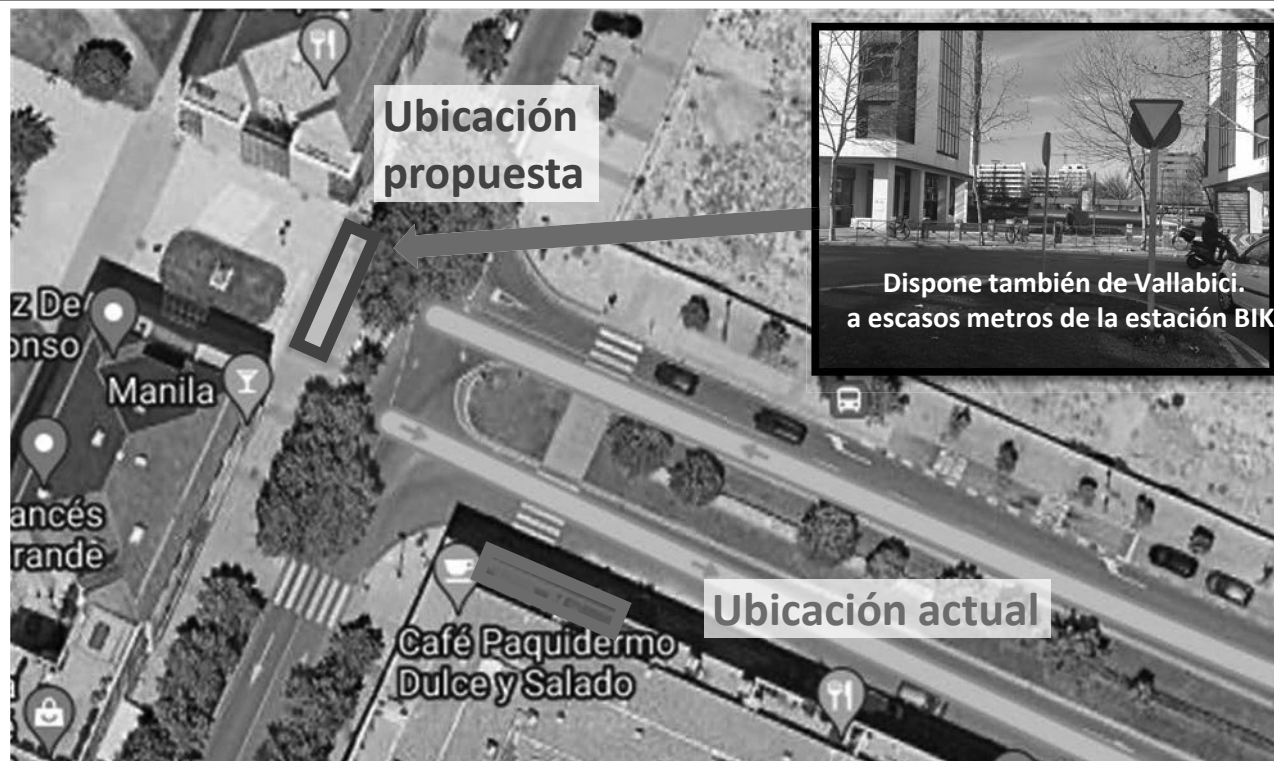 Ubicación
propuesta
Dispone también de Vallabici.
a escasos metros de la estación BIK
z De
onso
Manila
ancés
rande
Ubicación actual
Café Paquidermo
Dulce y Salado